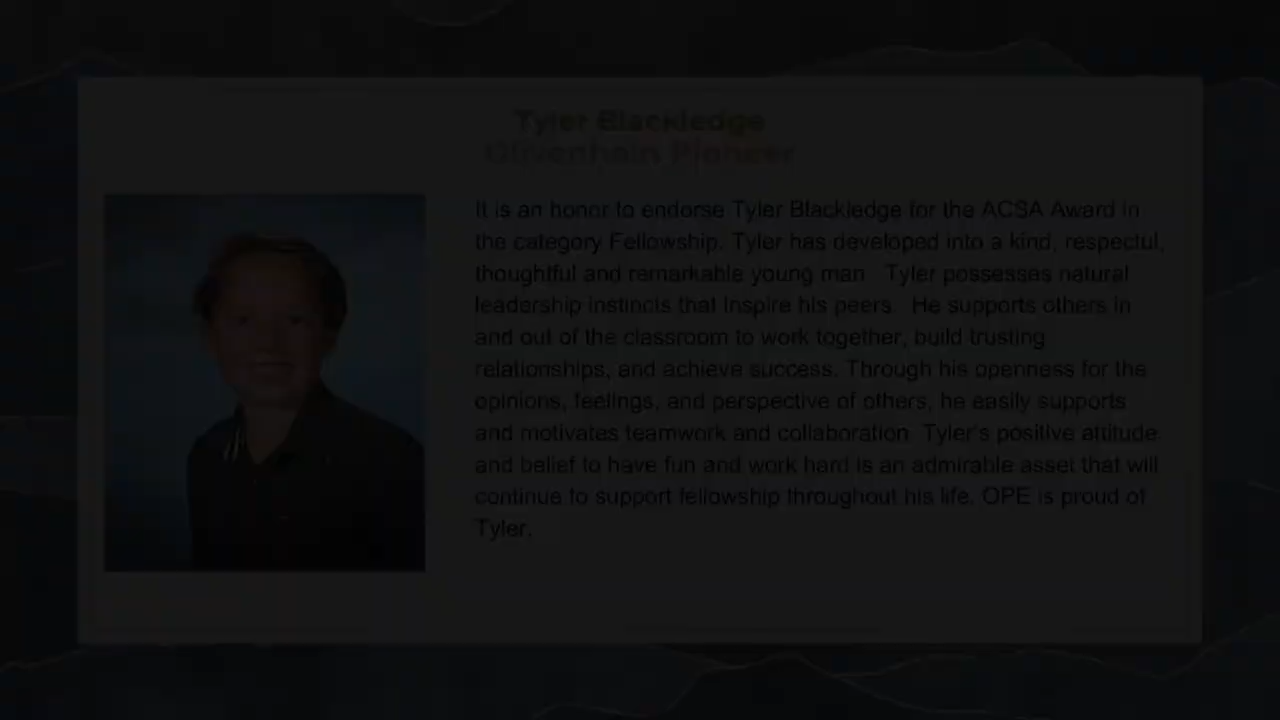 Tyler Blackledge
Olivenhain Pioneer
It is an honor to endorse Tyler Blackledge for the ACSA Award in
the category Fellowship. Tyler has developed into a kind, respectul,
thoughtful and remarkable young man. Tyler possesses natural
leadership instincts that inspire his peers. He supports others in
and out of the classroom to work together, build trusting
relationships, and achieve success. Through his openness for the
opinions, feelings, and perspective of others, he easily supports
and motivates teamwork and collaboration. Tyler's positive attitude
and belief to have fun and work hard is an admirable asset that will
continue to support fellowship throughout his life. OPE is proud of
Tyler.